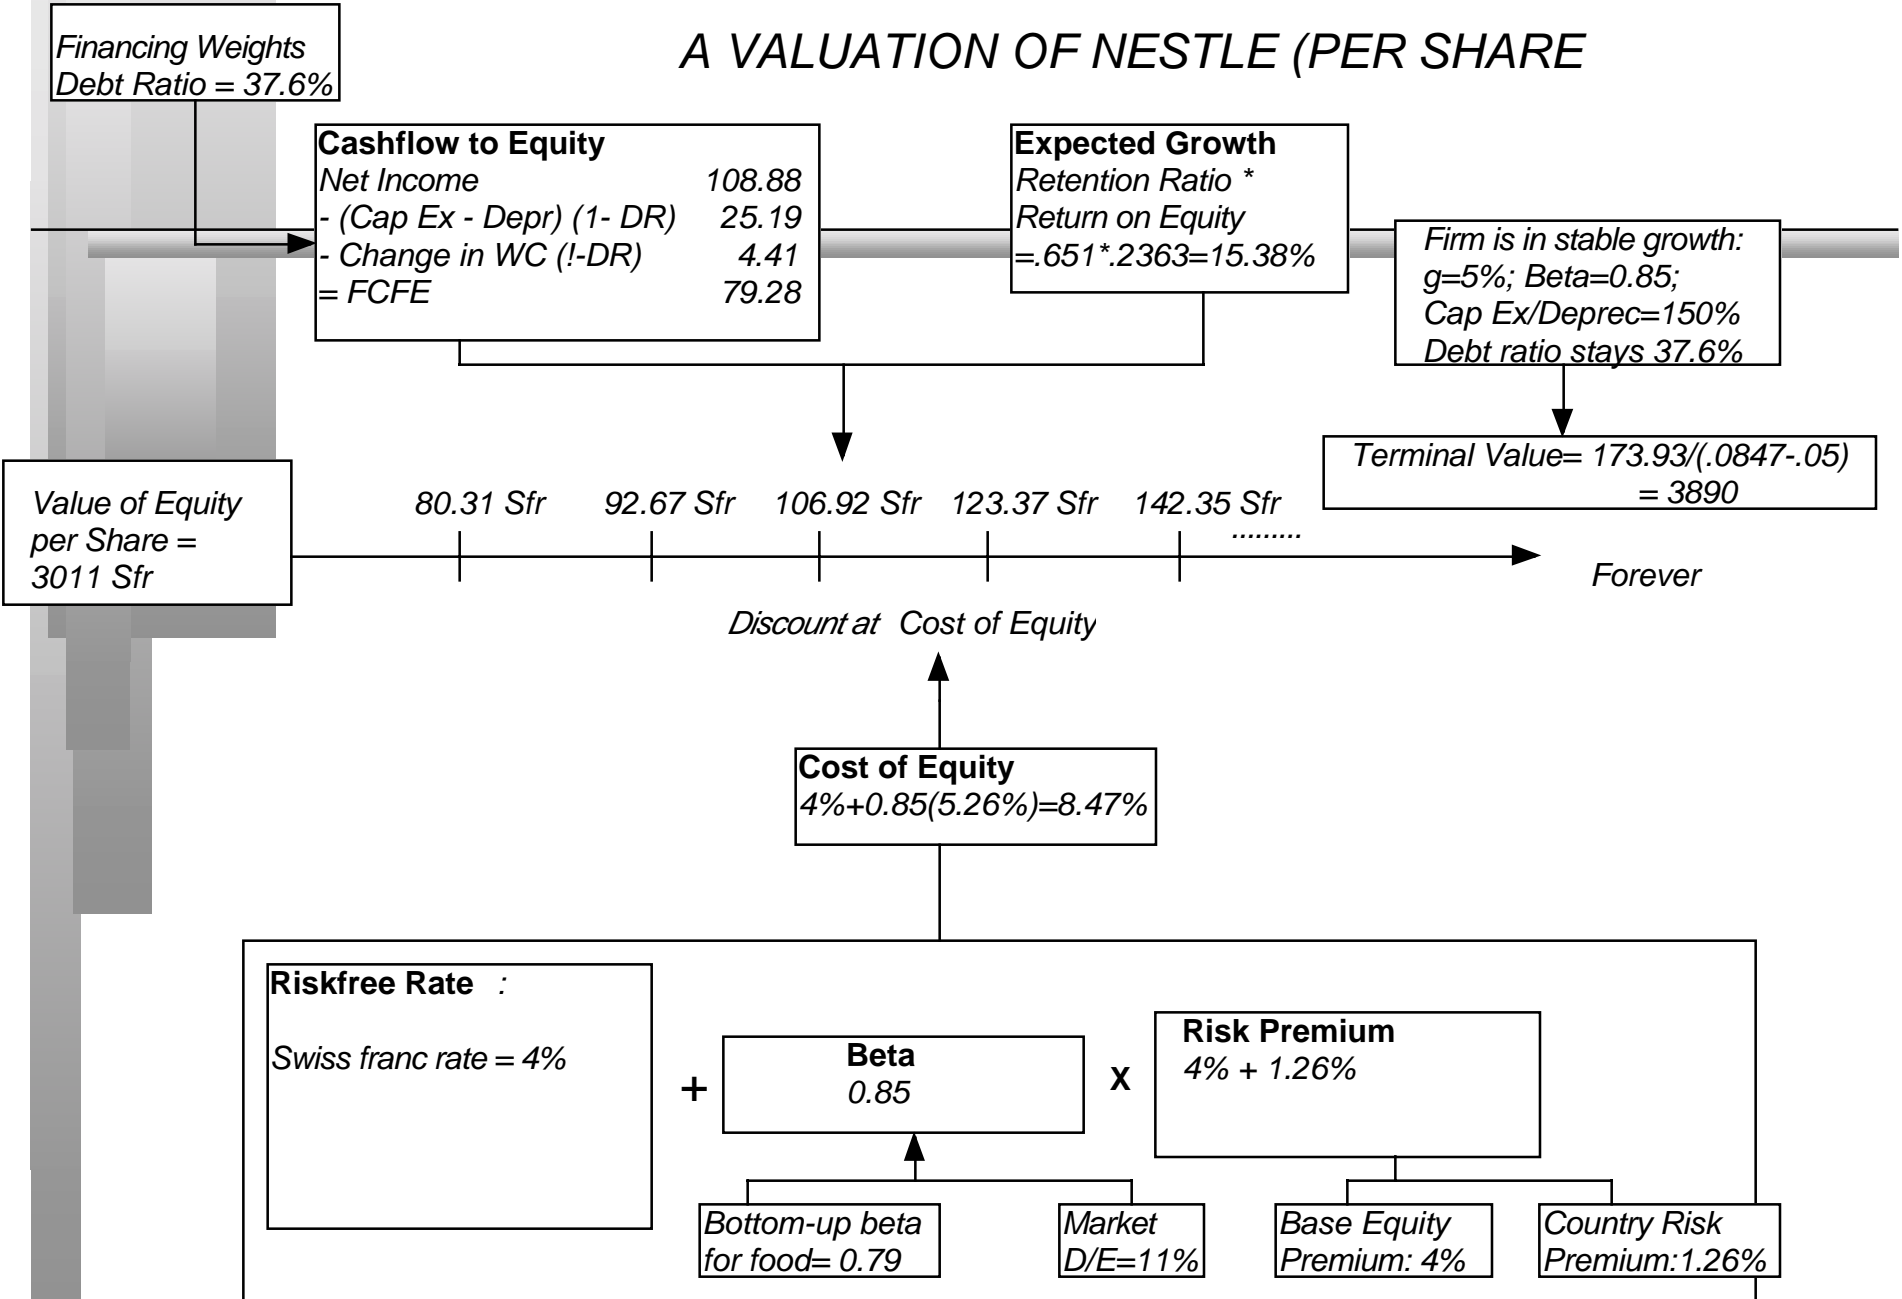 A VALUATION OF NESTLE (PER SHARE
Financing Weights
Debt Ratio = 37.6%
Cashflow to Equity
Net Income 108.88
- (Cap Ex - Depr) (1- DR) 25.19
- Change in WC (!-DR) 4.41
= FCFE 79.28
Expected Growth
Retention Ratio *
Return on Equity
=.651*.2363=15.38%
Firm is in stable growth:
g=5%; Beta=0.85;
Cap Ex/Deprec=150%
Debt ratio stays 37.6%
Terminal Value= 173.93/(.0847-.05)
= 3890
Value of Equity
per Share =
3011 Sfr
80.31 Sfr 92.67 Sfr 106.92 Sfr 123.37 Sfr 142.35 Sfr
.........
Forever
Discount at Cost of Equity
Cost of Equity
4%+0.85(5.26%)=8.47%
Riskfree Rate :
Swiss franc rate = 4%
+
Beta
0.85
X
Risk Premium
4% + 1.26%
Bottom-up beta
for food= 0.79
Market
D/E=11%
Base Equity
Premium: 4%
Country Risk
Premium:1.26%